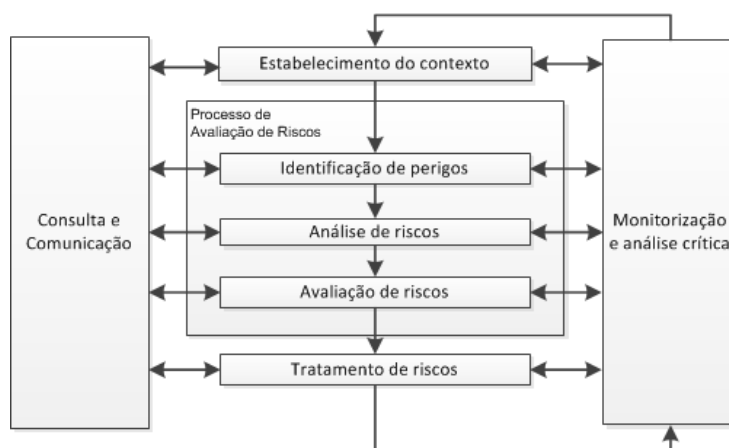 Estabelecimento do contexto
Processo de
Avaliação de Riscos
Identificação de perigos
Consulta e
Comunicação
Análise de riscos
Monitorização
e análise crítica
Avaliação de riscos
Tratamento de riscos